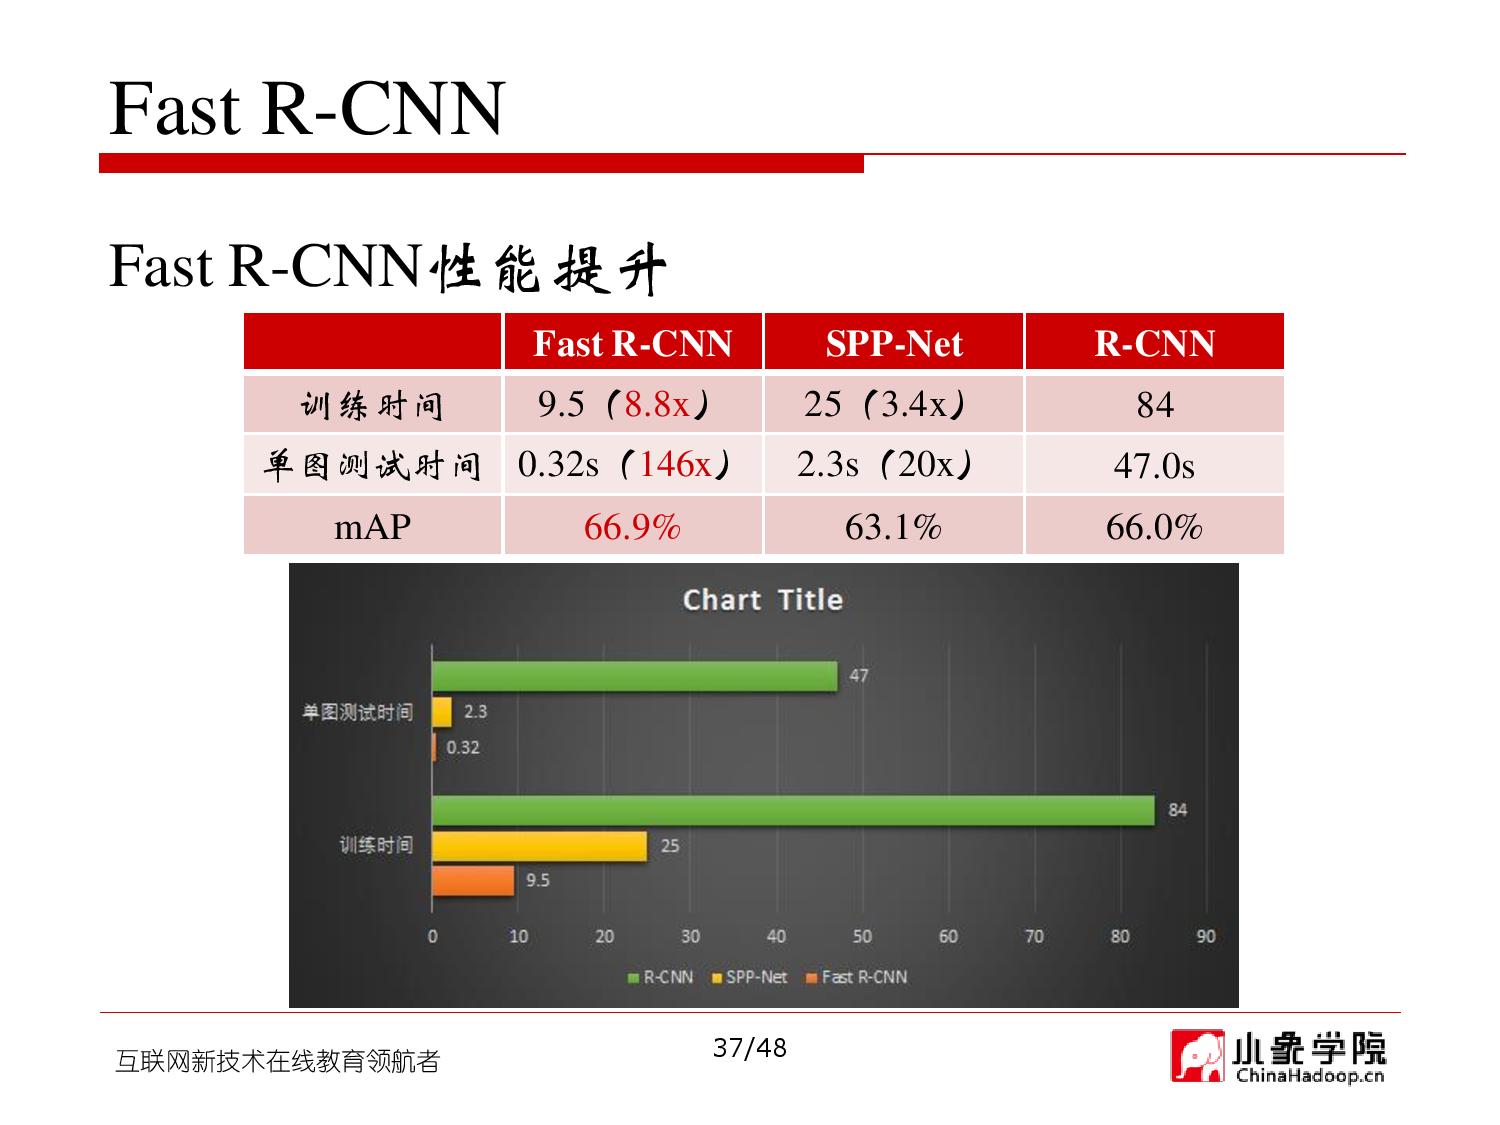 Fast R-CNN
Fast R-CNN性能提升
Fast R-CNN SPP-Net R-CNN
训练时间 9.5（8.8x） 25（3.4x） 84
单图测试时间 0.32s（146x） 2.3s（20x） 47.0s
mAP 66.9% 63.1% 66.0%
Chart Title
47
单图测试时间 2.3
0.32
84
训练时间 25
9.5
0 10 20 30 40 50 60 70 80 90
R-CNN SPP-Net Fast R-CNN
互联网新技术在线教育领航者
37/48
小象学院
ChinaHadoop.cn